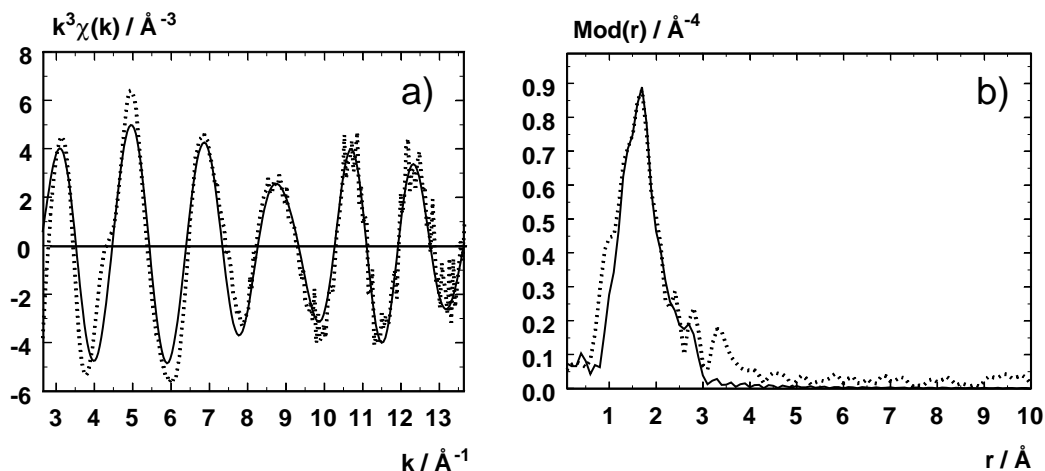 k³χ(k) / Å⁻³
8
6
4
2
0
-2
-4
-6
a)
3 4 5 6 7 8 9 10 11 12 13
k / Å⁻¹
Mod(r) / Å⁻⁴
0.9
0.8
0.7
0.6
0.5
0.4
0.3
0.2
0.1
0.0
b)
1 2 3 4 5 6 7 8 9 10
r / Å